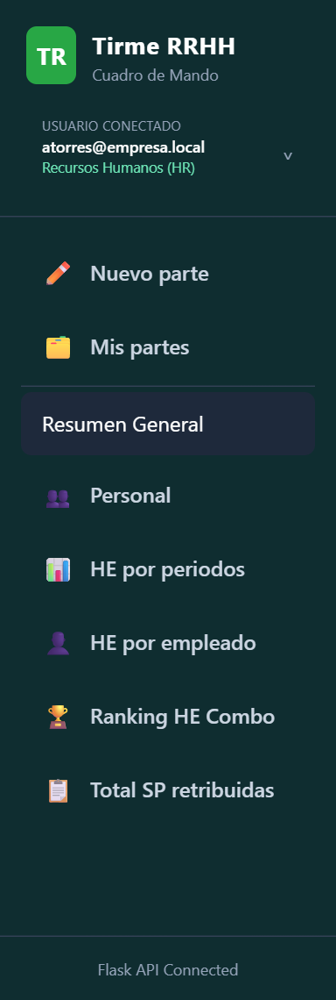 TR
Tirme RRHH
Cuadro de Mando
USUARIO CONECTADO
atorres@empresa.local
Recursos Humanos (HR)
Nuevo parte
Mis partes
Resumen General
Personal
HE por periodos
HE por empleado
Ranking HE Combo
Total SP retribuidas
Flask API Connected